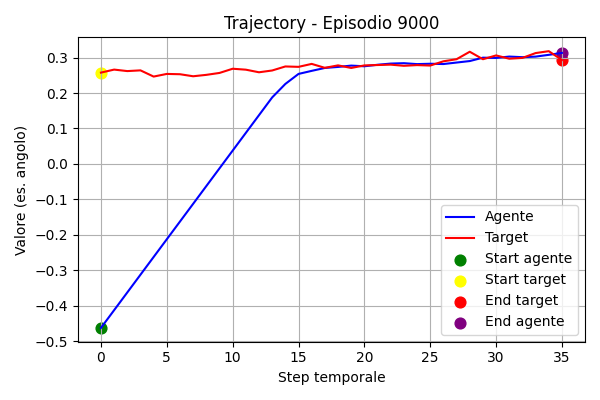 Trajectory - Episodio 9000
Valore (es. angolo)
0.3
0.2
0.1
0.0
−0.1
−0.2
−0.3
−0.4
−0.5
Agente
Target
Start agente
Start target
End target
End agente
0 5 10 15 20 25 30 35
Step temporale